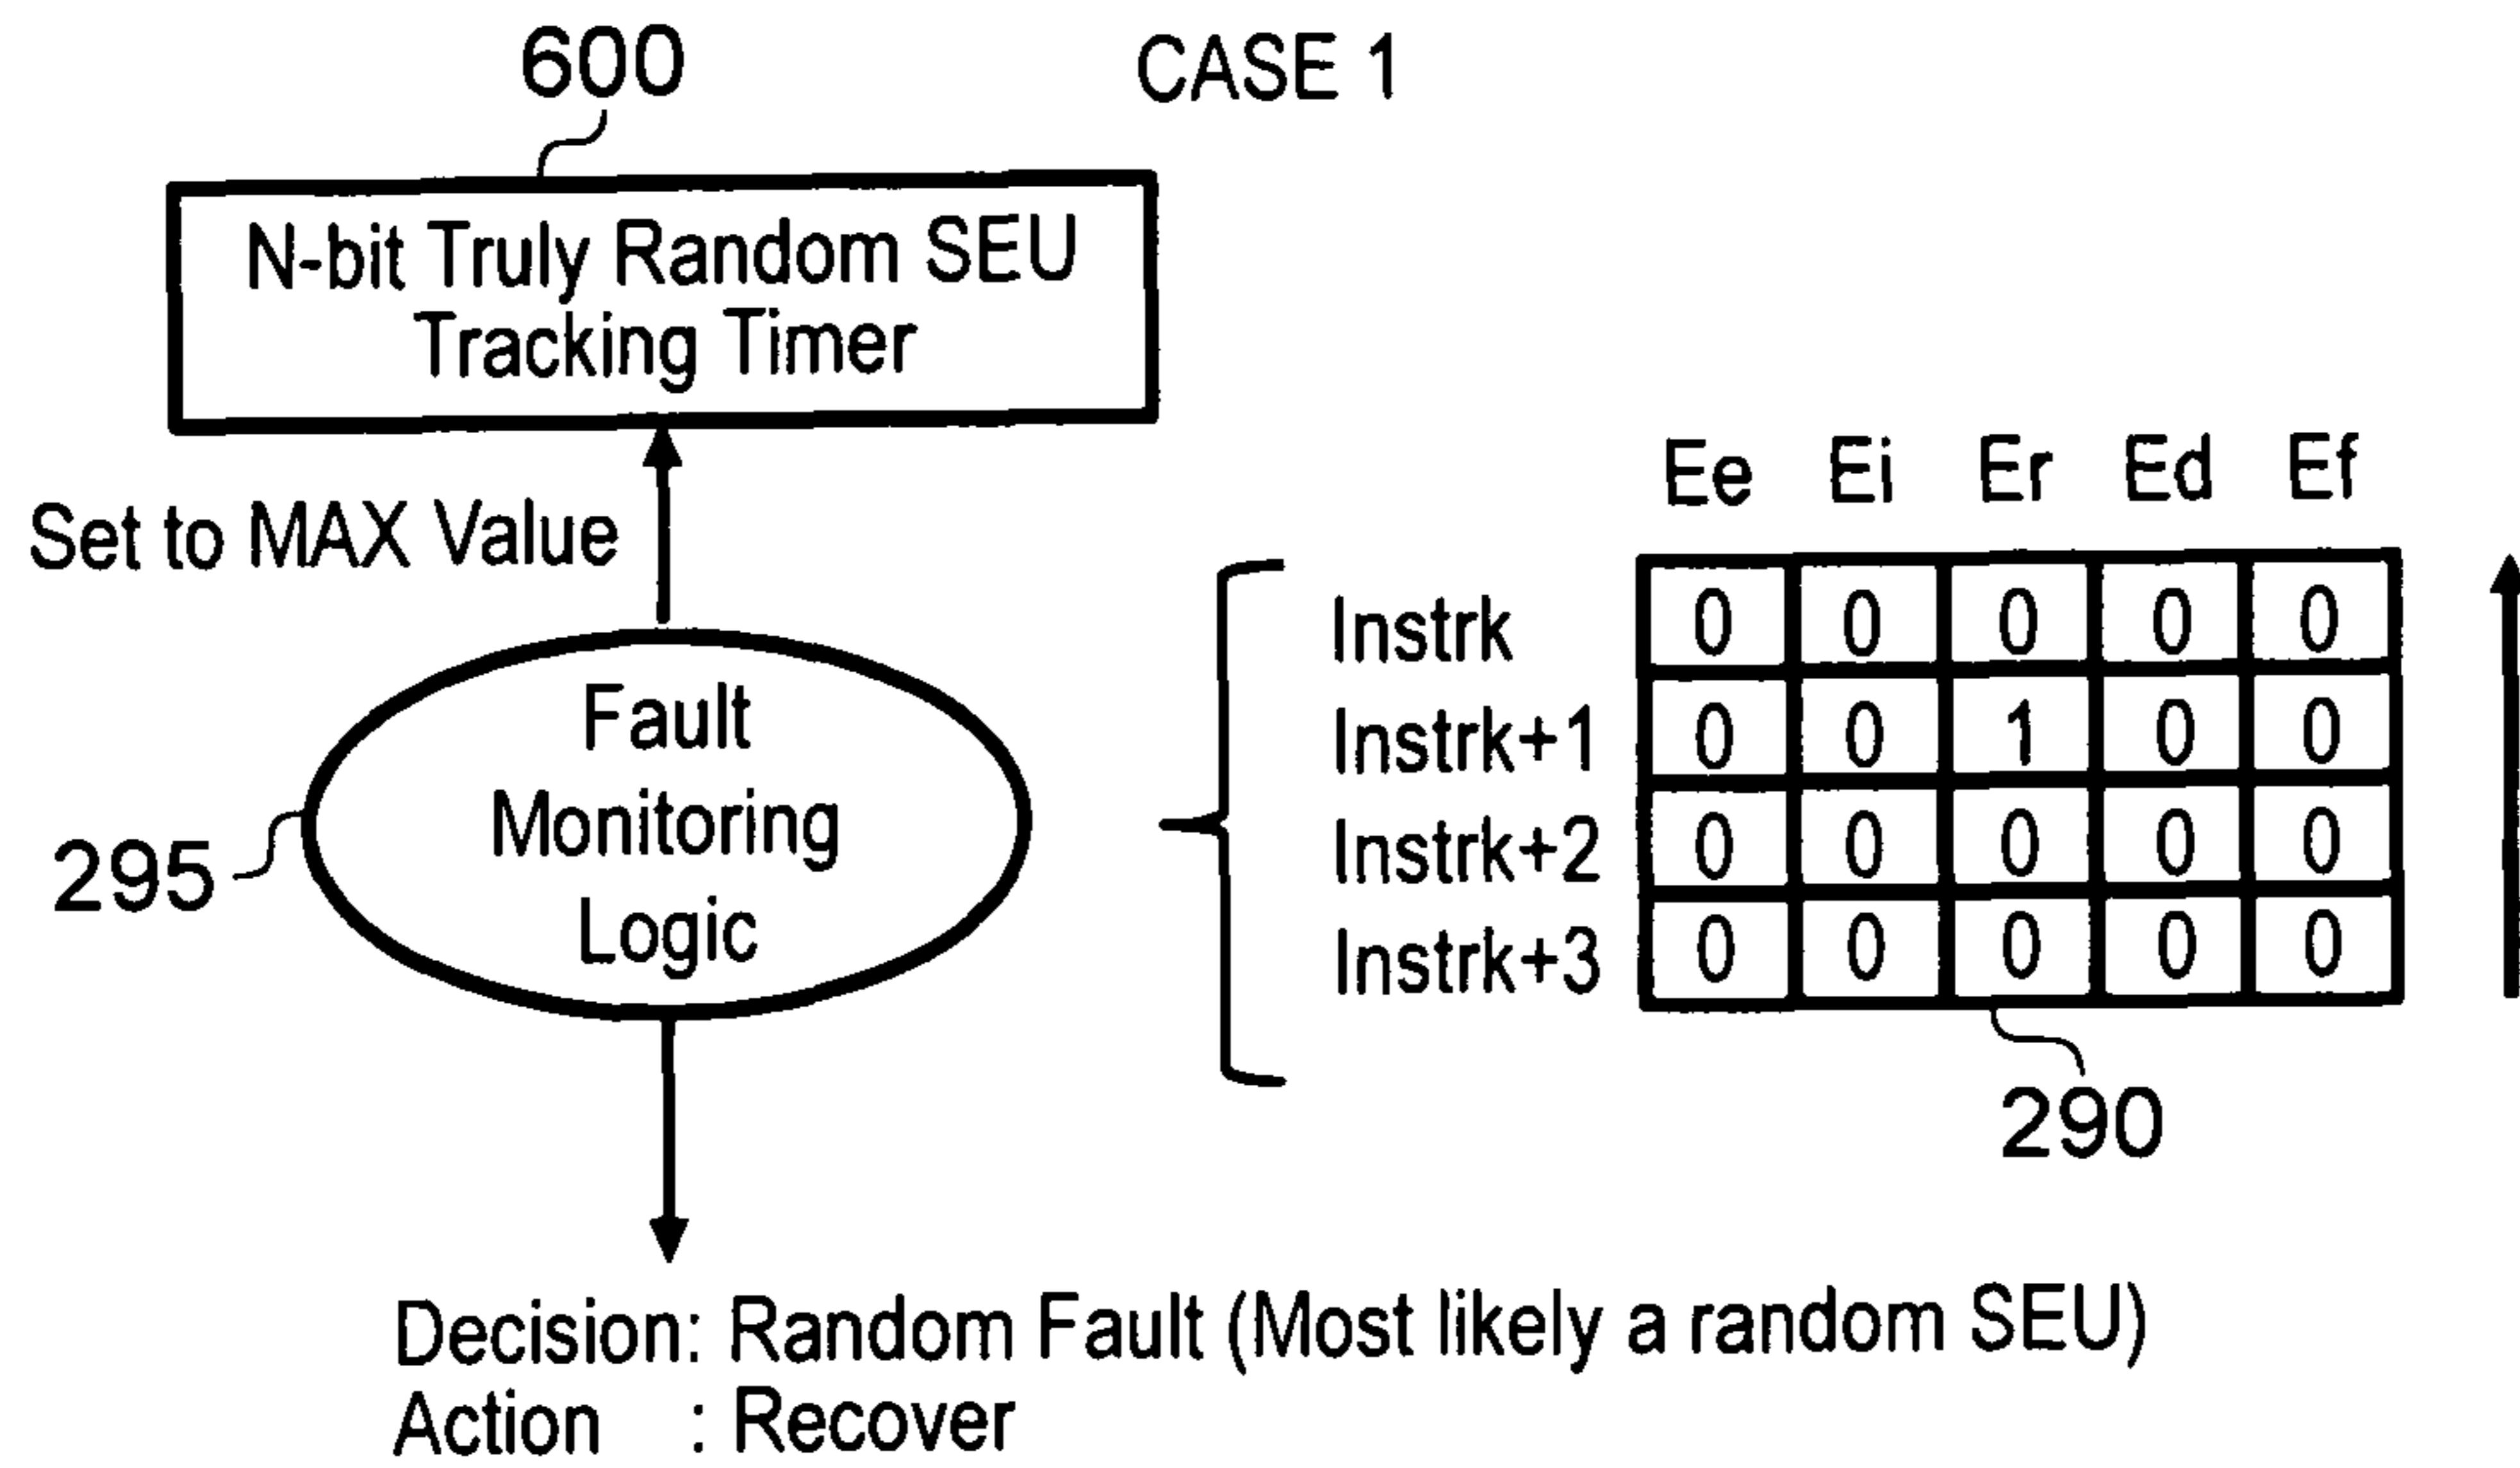 600
CASE 1
N-bit Truly Random SEU
Tracking Timer
Set to MAX Value
Fault
Monitoring
Logic
295
Ee Ei Er Ed Ef
Instrk 0 0 0 0 0
Instrk+1 0 0 1 0 0
Instrk+2 0 0 0 0 0
Instrk+3 0 0 0 0 0
290
Decision: Random Fault (Most likely a random SEU)
Action : Recover